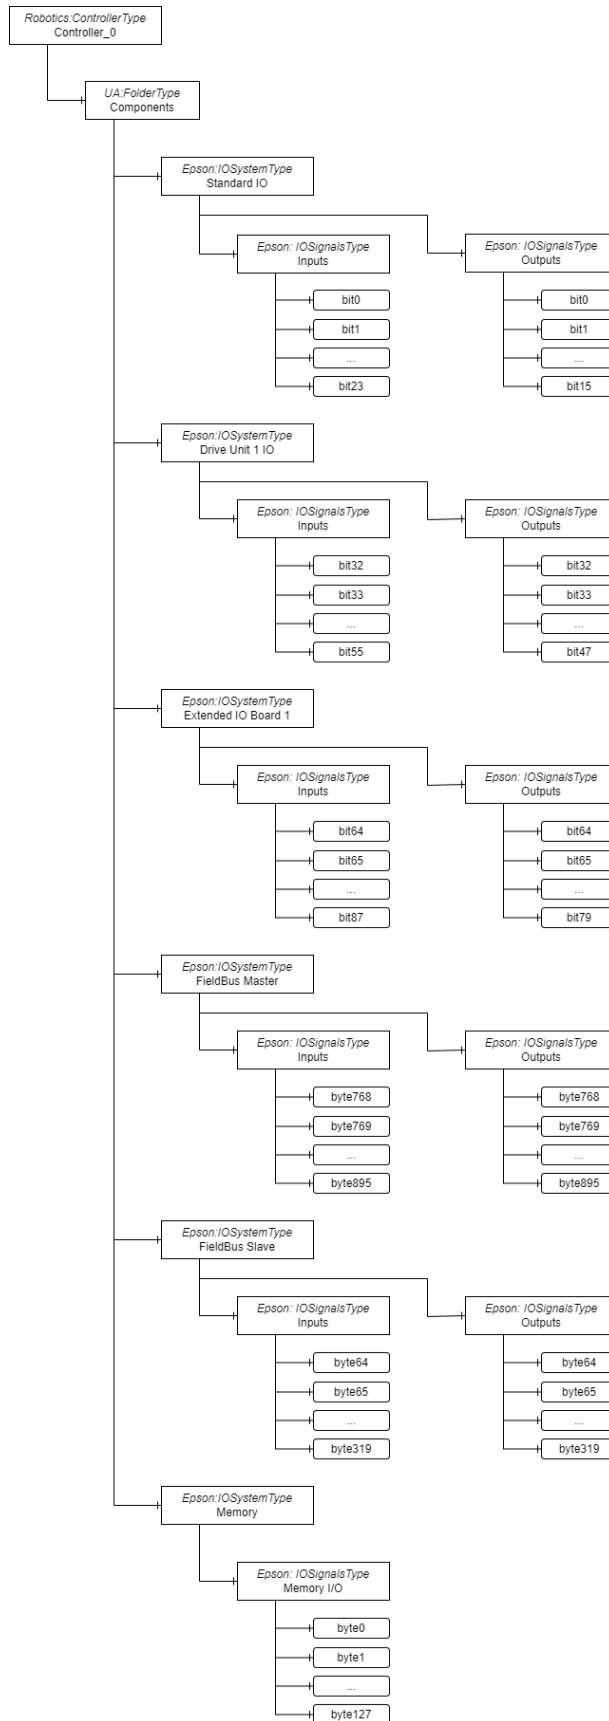 Robotics:ControllerType
Controller_0
UA:FolderType
Components
Epson:IOSystemType
Standard IO
Epson: IOSignalsType
Inputs
bit0
bit1
...
bit23
Epson: IOSignalsType
Outputs
bit0
bit1
...
bit15
Epson:IOSystemType
Drive Unit 1 IO
Epson: IOSignalsType
Inputs
bit32
bit33
...
bit55
Epson: IOSignalsType
Outputs
bit32
bit33
...
bit47
Epson:IOSystemType
Extended IO Board 1
Epson: IOSignalsType
Inputs
bit64
bit65
...
bit87
Epson: IOSignalsType
Outputs
bit64
bit65
...
bit79
Epson:IOSystemType
FieldBus Master
Epson: IOSignalsType
Inputs
byte768
byte769
...
byte895
Epson: IOSignalsType
Outputs
byte768
byte769
...
byte895
Epson:IOSystemType
FieldBus Slave
Epson: IOSignalsType
Inputs
byte64
byte65
...
byte319
Epson: IOSignalsType
Outputs
byte64
byte65
...
byte319
Epson:IOSystemType
Memory
Epson: IOSignalsType
Memory I/O
byte0
byte1
...
byte127